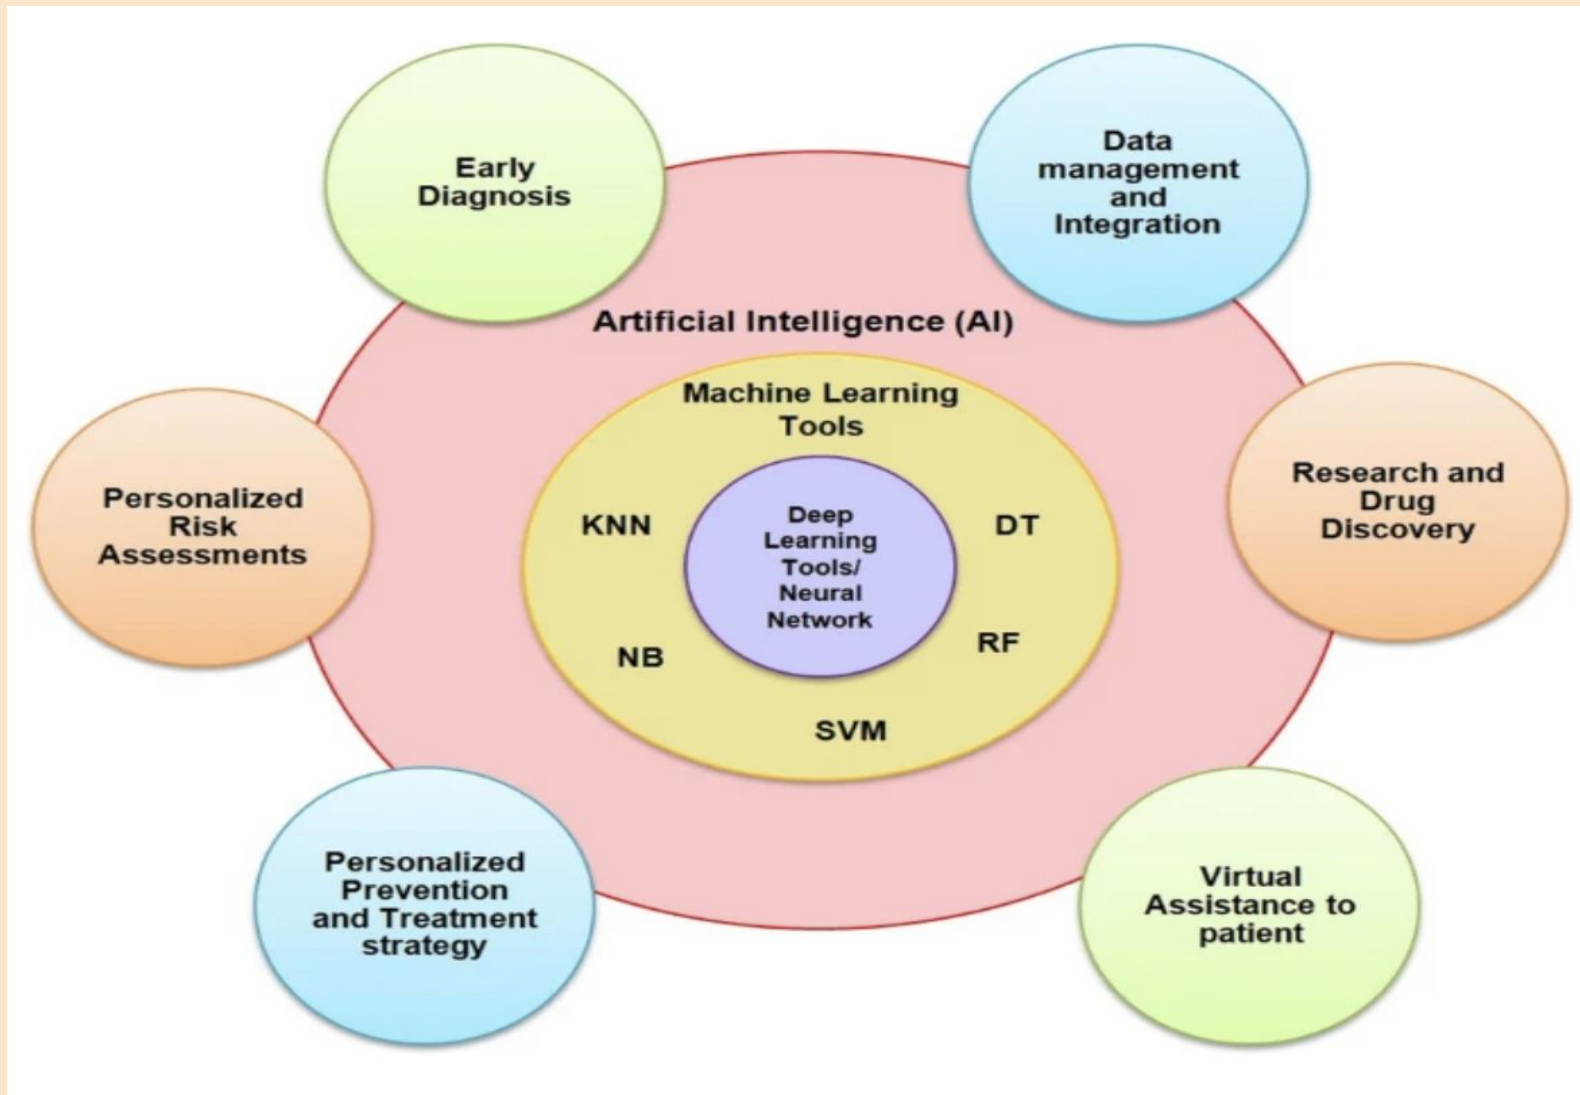 Early
Diagnosis
Data
management
and
Integration
Artificial Intelligence (AI)
Machine Learning
Tools
Personalized
Risk
Assessments
KNN
Deep
Learning
Tools/
Neural
Network
DT
Research and
Drug
Discovery
NB
RF
SVM
Personalized
Prevention
and Treatment
strategy
Virtual
Assistance to
patient